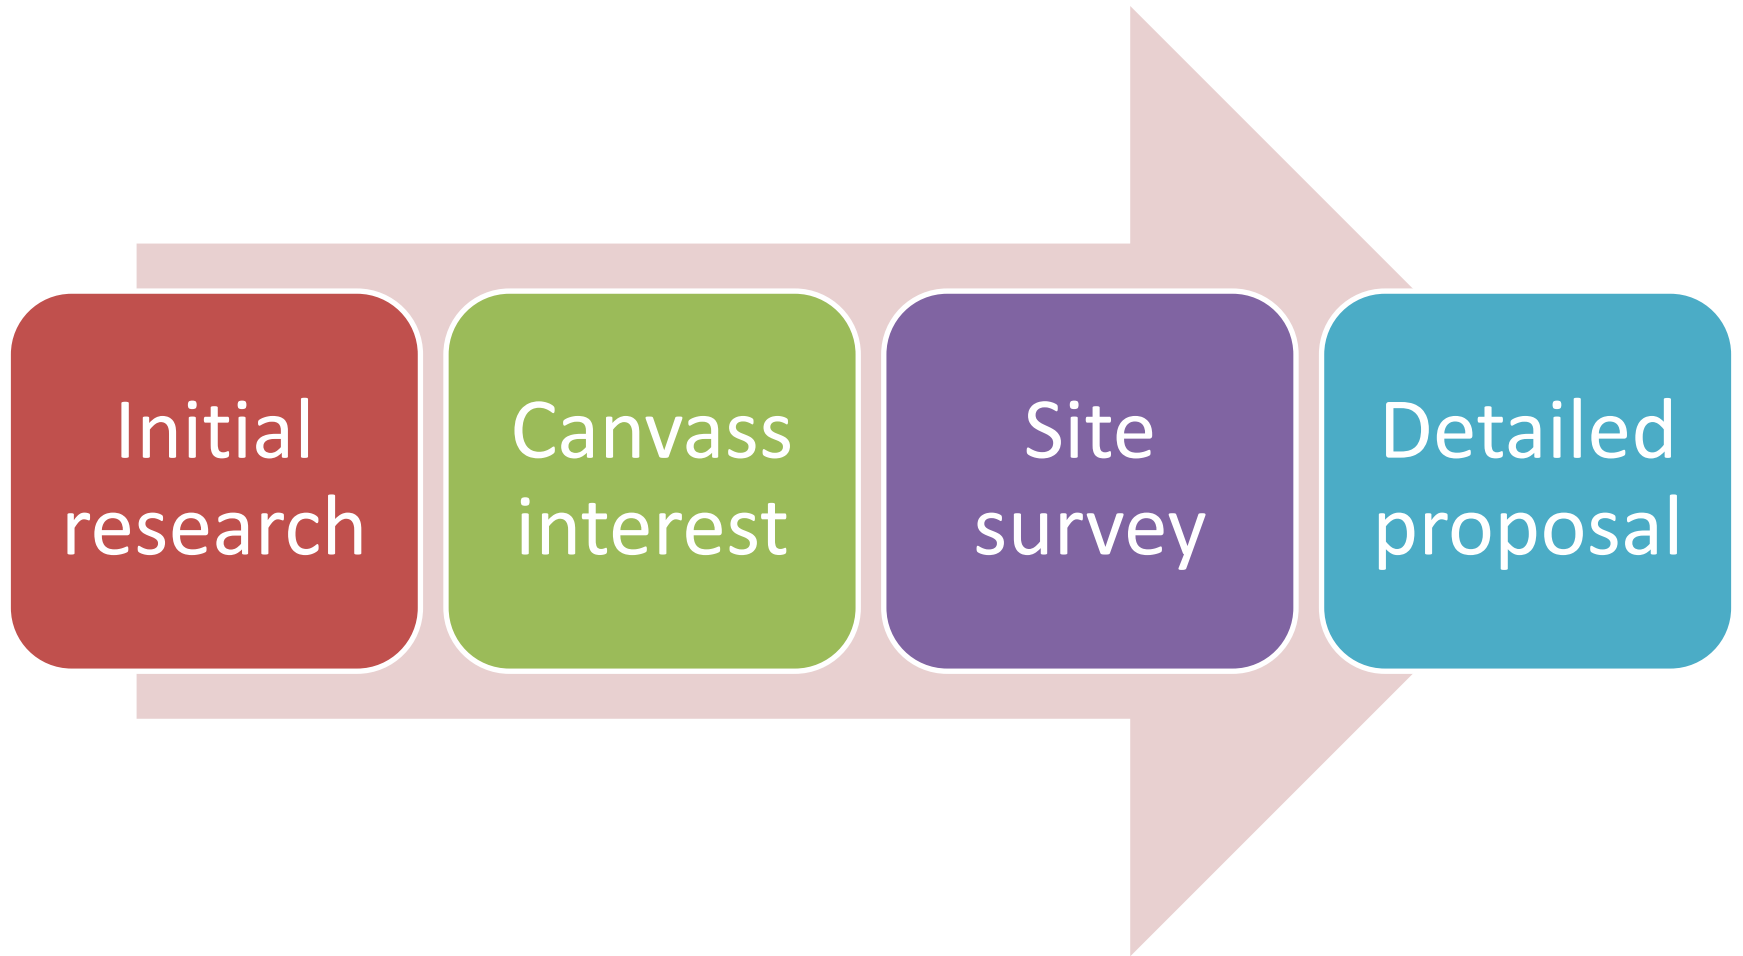 Initial
research
Canvass
interest
Site
survey
Detailed
proposal